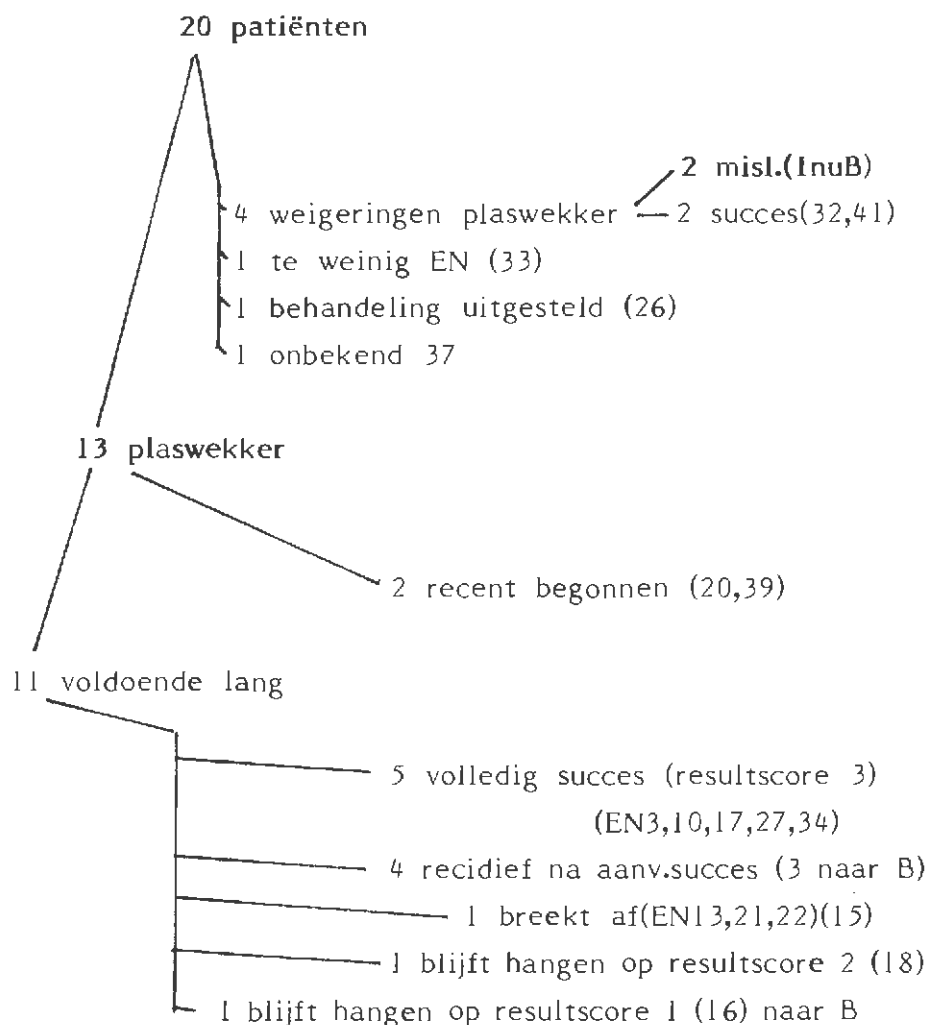 20 patiënten
2 misl.(InuB)
4 weigeringen plaswekker — 2 succes(32,41)
1 te weinig EN (33)
1 behandeling uitgesteld (26)
1 onbekend 37
13 plaswekker
2 recent begonnen (20,39)
11 voldoende lang
5 volledig succes (resultscore 3)
(EN3,10,17,27,34)
4 recidief na aanv.succes (3 naar B)
1 breekt af(EN13,21,22)(15)
1 blijft hangen op resultscore 2 (18)
1 blijft hangen op resultscore 1 (16) naar B